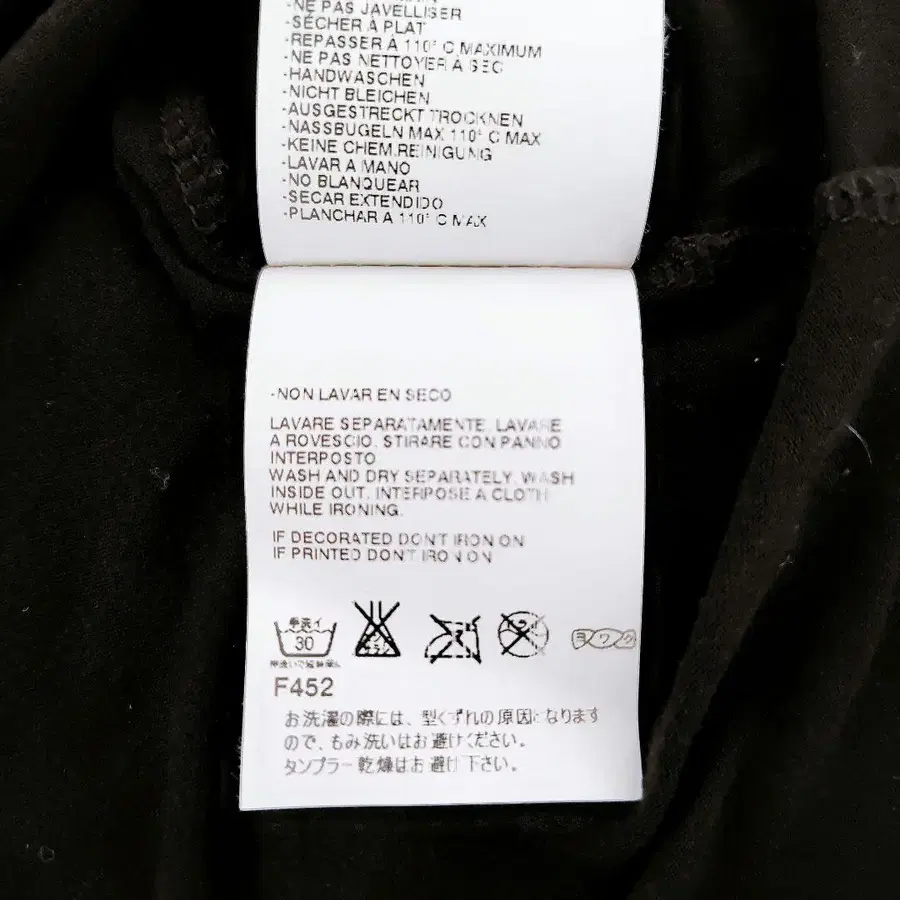 -NE PAS JAVELLISER
-SÉCHER À PLAT
-REPASSER À 110° C MAXIMUM
-NE PAS NETTOYER À SEC
-HANDWASCHEN
-NICHT BLEICHEN
-AUSGESTRECKT TROCKNEN
-NASSBUGELN MAX 110° C MAX
-KEINE CHEM.REINIGUNG
-LAVAR A MANO
-NO BLANQUEAR
-SECAR EXTENDIDO
-PLANCHAR A 110° C MAX
-NON LAVAR EN SECO
LAVARE SEPARATAMENTE. LAVARE
A ROVESCIO. STIRARE CON PANNO
INTERPOSTO
WASH AND DRY SEPARATELY. WASH
INSIDE OUT. INTERPOSE A CLOTH
WHILE IRONING.
IF DECORATED DON'T IRON ON
IF PRINTED DON'T IRON ON
手洗イ
30
ヨワク
F452
お洗濯の際には、型くずれの原因になります
ので、もみ洗いはお避けください。
タンブラー乾燥はお避け下さい。